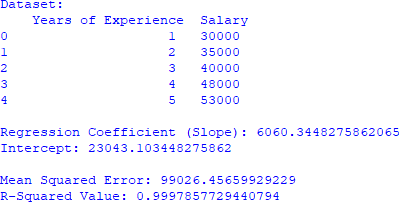 Dataset:
Years of Experience  Salary
0                    1   30000
1                    2   35000
2                    3   40000
3                    4   48000
4                    5   53000
Regression Coefficient (Slope): 6060.3448275862065
Intercept: 23043.103448275862
Mean Squared Error: 99026.45659929229
R-Squared Value: 0.9997857729440794